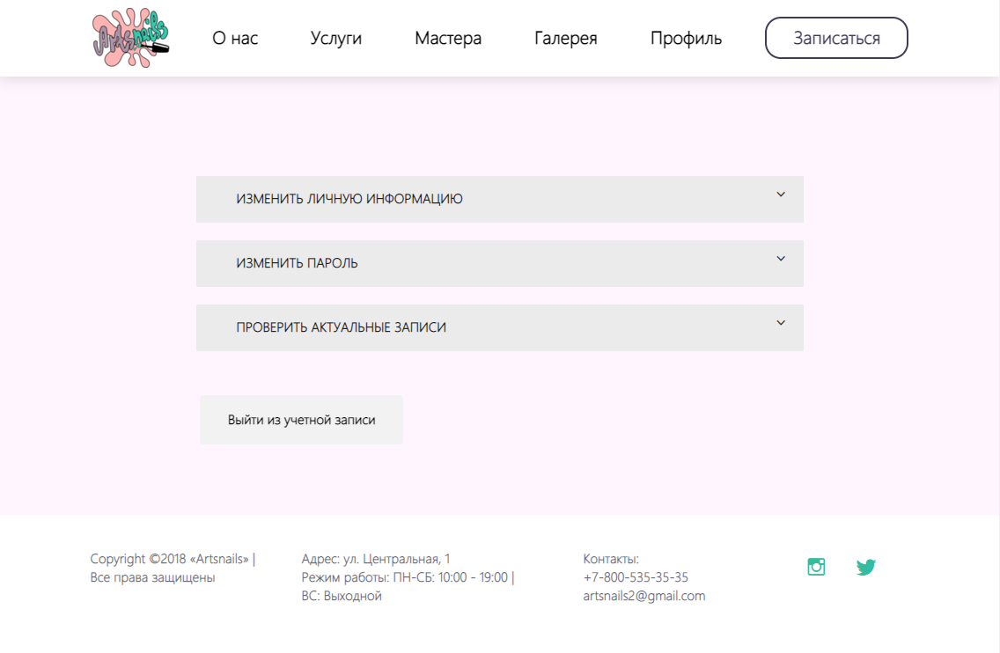 Artsnails
О нас
Услуги
Мастера
Галерея
Профиль
Записаться
ИЗМЕНИТЬ ЛИЧНУЮ ИНФОРМАЦИЮ
ИЗМЕНИТЬ ПАРОЛЬ
ПРОВЕРИТЬ АКТУАЛЬНЫЕ ЗАПИСИ
Выйти из учетной записи
Copyright ©2018 «Artsnails» |
Все права защищены
Адрес: ул. Центральная, 1
Режим работы: ПН-СБ: 10:00 - 19:00 |
ВС: Выходной
Контакты:
+7-800-535-35-35
artsnails2@gmail.com